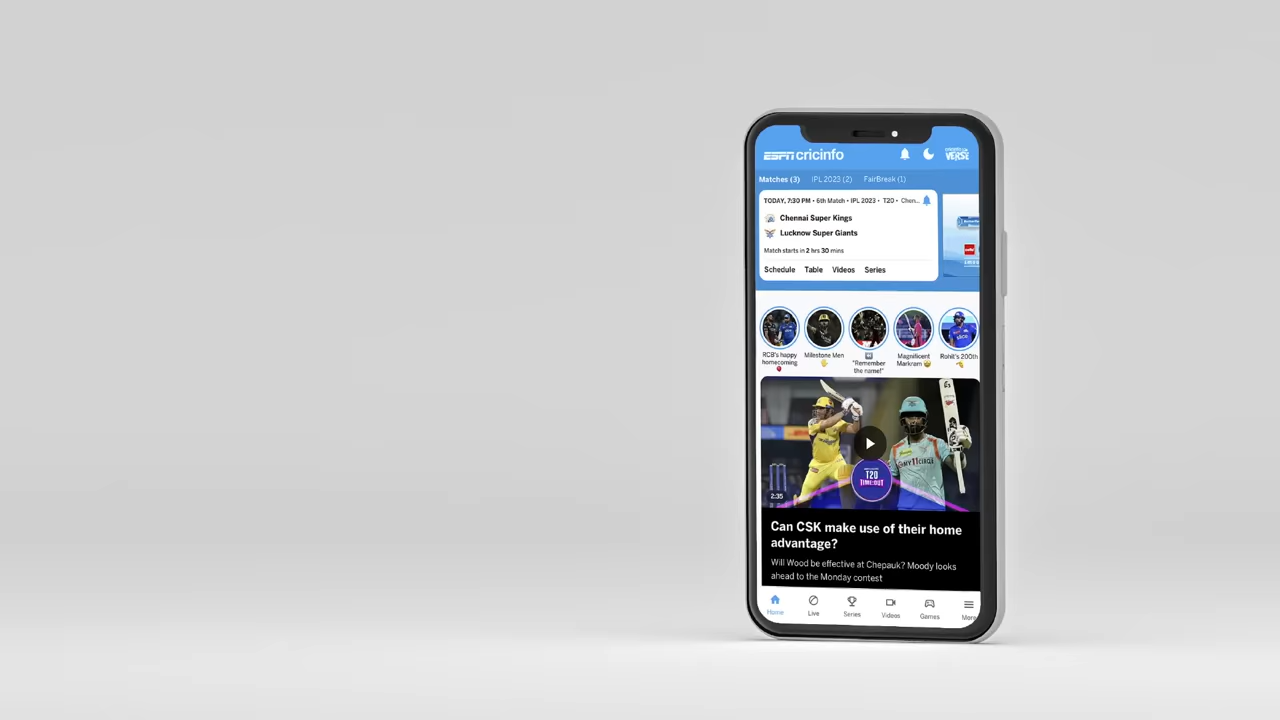 ESPN cricinfo
VERSE
Matches (3) IPL 2023 (2) FairBreak (1)
TODAY, 7:30 PM • 6th Match • IPL 2023 • T20 • Chen...
Chennai Super Kings
Lucknow Super Giants
Match starts in 2 hrs 30 mins
Schedule Table Videos Series
RCB's happy
homecoming
Milestone Men
"Remember
the name!"
Magnificent
Markram
Rohit's 200th
MY11CIRCLE
T20
TIME:OUT
2:35
Can CSK make use of their home
advantage?
Will Wood be effective at Chepauk? Moody looks
ahead to the Monday contest
Home Live Series Videos Games More